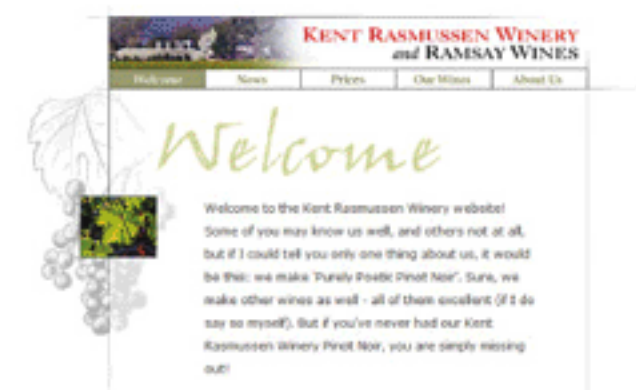 KENT RASMUSSEN WINERY
and RAMSAY WINES
Welcome News Prices Our Wines About Us
Welcome
Welcome to the Kent Rasmussen Winery website!
Some of you may know us well, and others not at all,
but if I could tell you only one thing about us, it would
be this: we make 'Purely Poetic Pinot Noir'. Sure, we
make other wines as well - all of them excellent (if I do
say so myself). But if you've never had our Kent
Rasmussen Winery Pinot Noir, you are simply missing
out!